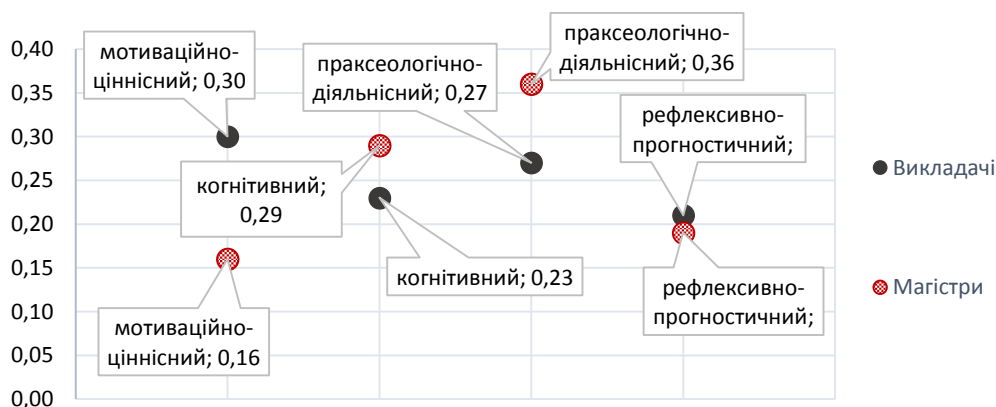 0,40
0,35
0,30
0,25
0,20
0,15
0,10
0,05
0,00
мотиваційно-
ціннісний; 0,30
праксеологічно-
діяльнісний; 0,27
праксеологічно-
діяльнісний; 0,36
рефлексивно-
прогностичний;
когнітивний;
0,29
когнітивний; 0,23
мотиваційно-
ціннісний; 0,16
рефлексивно-
прогностичний;
Викладачі
Магістри